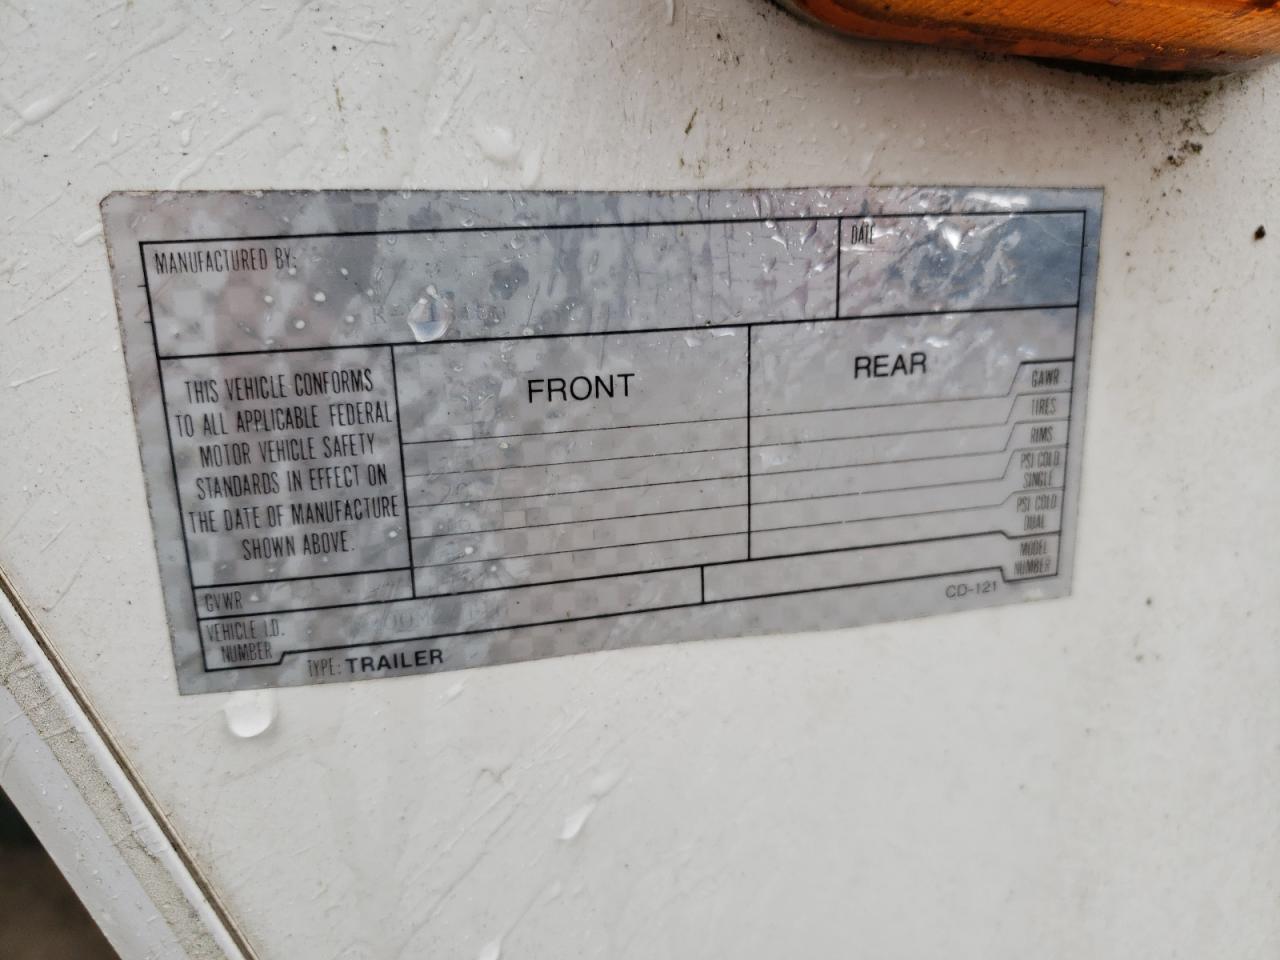 MANUFACTURED BY:
DATE
THIS VEHICLE CONFORMS
TO ALL APPLICABLE FEDERAL
MOTOR VEHICLE SAFETY
STANDARDS IN EFFECT ON
THE DATE OF MANUFACTURE
SHOWN ABOVE.
FRONT
REAR
GAWR
TIRES
RIMS
PSI COLD
SINGLE
PSI COLD
DUAL
MODEL
NUMBER
GVWR
VEHICLE I.D.
NUMBER
TYPE: TRAILER
CD-121